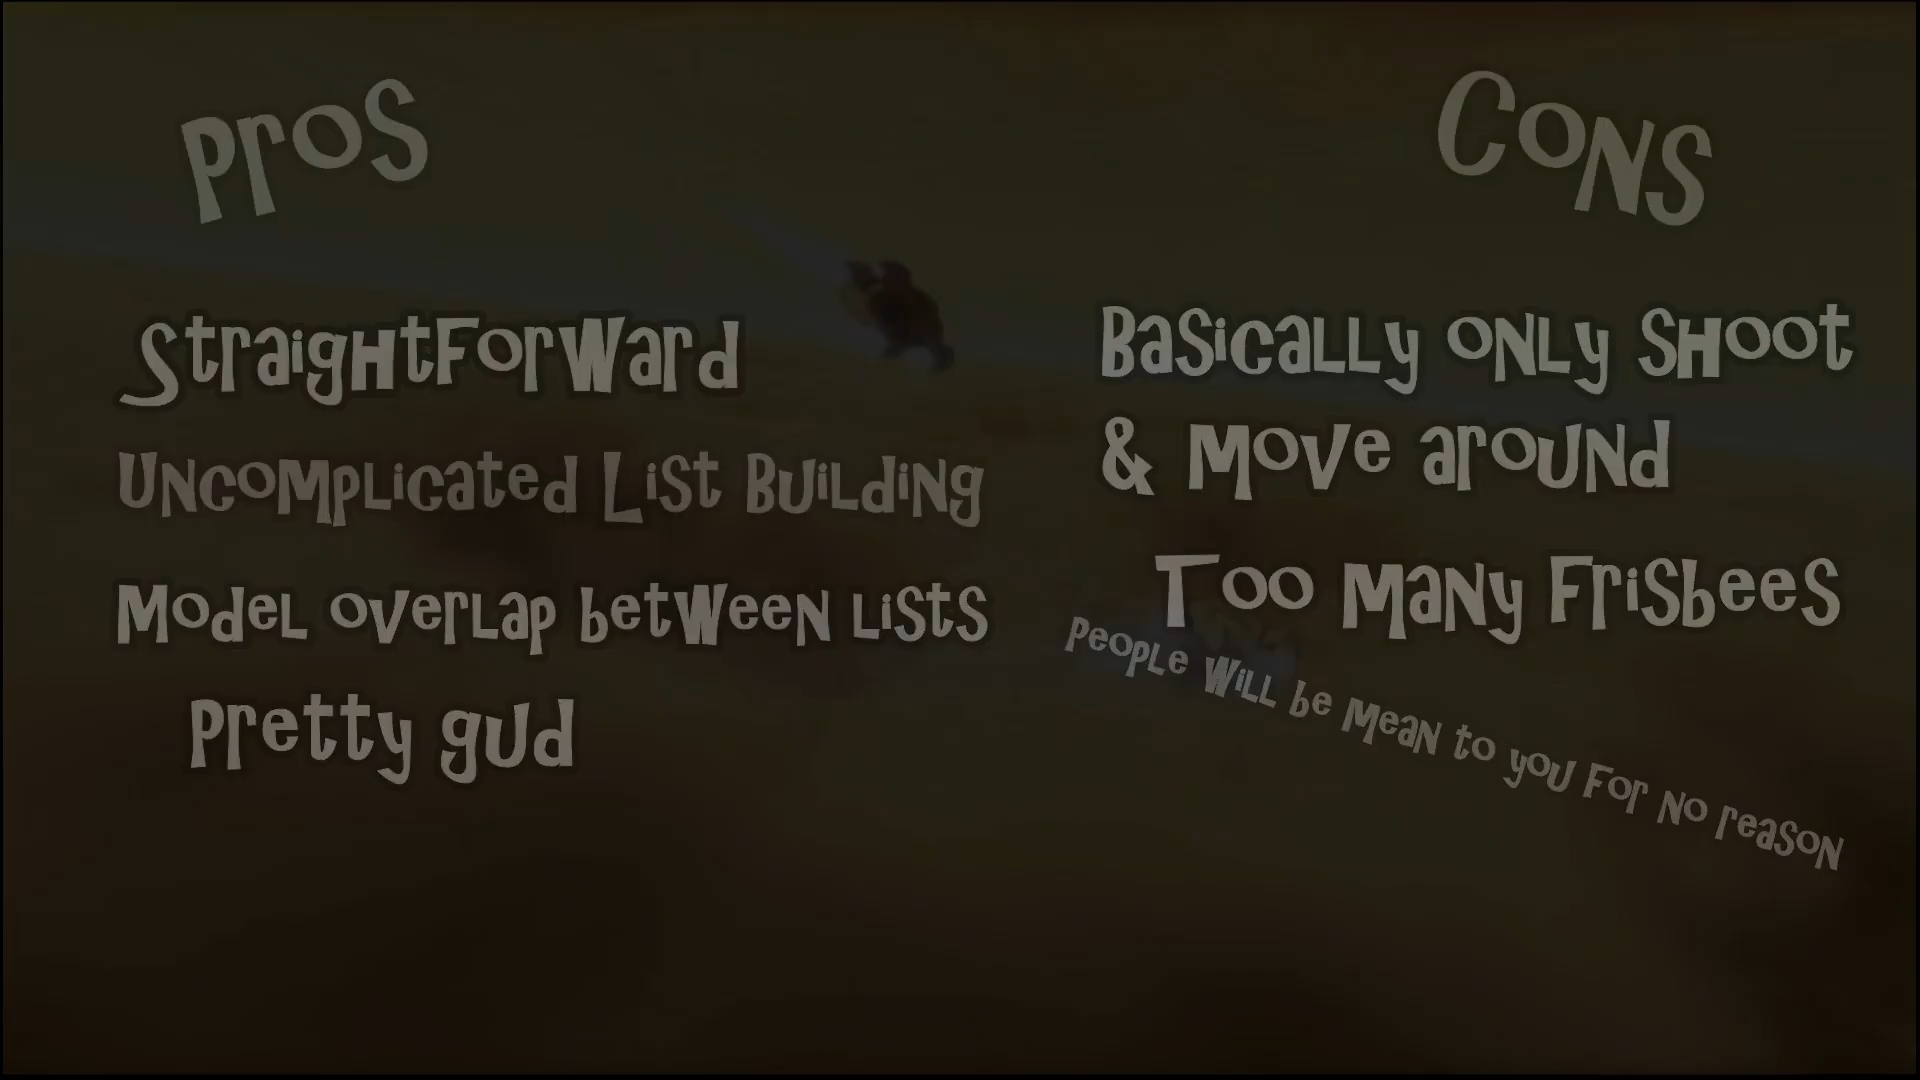 Pros
Straightforward
Uncomplicated List Building
Model overlap between lists
Pretty gud
Cons
Basically only shoot
& move around
Too many frisbees
People will be mean to you for no reason